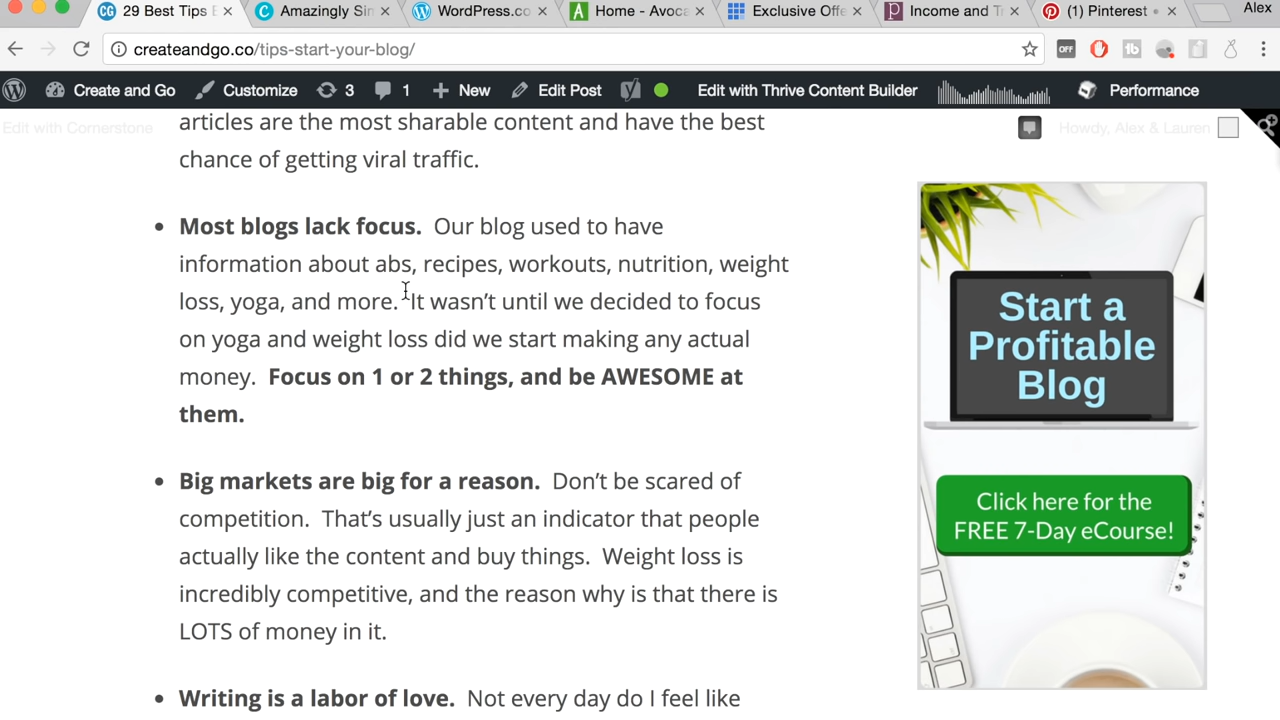 29 Best Tips
Amazingly Sim
WordPress.co
Home - Avoca
Exclusive Offe
Income and Tr
(1) Pinterest •
Alex
createandgo.co/tips-start-your-blog/
OFF
Create and Go
Customize
3
1
New
Edit Post
Edit with Thrive Content Builder
Performance
Edit with Cornerstone
Howdy, Alex & Lauren
articles are the most sharable content and have the best
chance of getting viral traffic.
• Most blogs lack focus. Our blog used to have
information about abs, recipes, workouts, nutrition, weight
loss, yoga, and more. It wasn't until we decided to focus
on yoga and weight loss did we start making any actual
money. Focus on 1 or 2 things, and be AWESOME at
them.
• Big markets are big for a reason. Don't be scared of
competition. That's usually just an indicator that people
actually like the content and buy things. Weight loss is
incredibly competitive, and the reason why is that there is
LOTS of money in it.
• Writing is a labor of love. Not every day do I feel like
Start a
Profitable
Blog
Click here for the
FREE 7-Day eCourse!